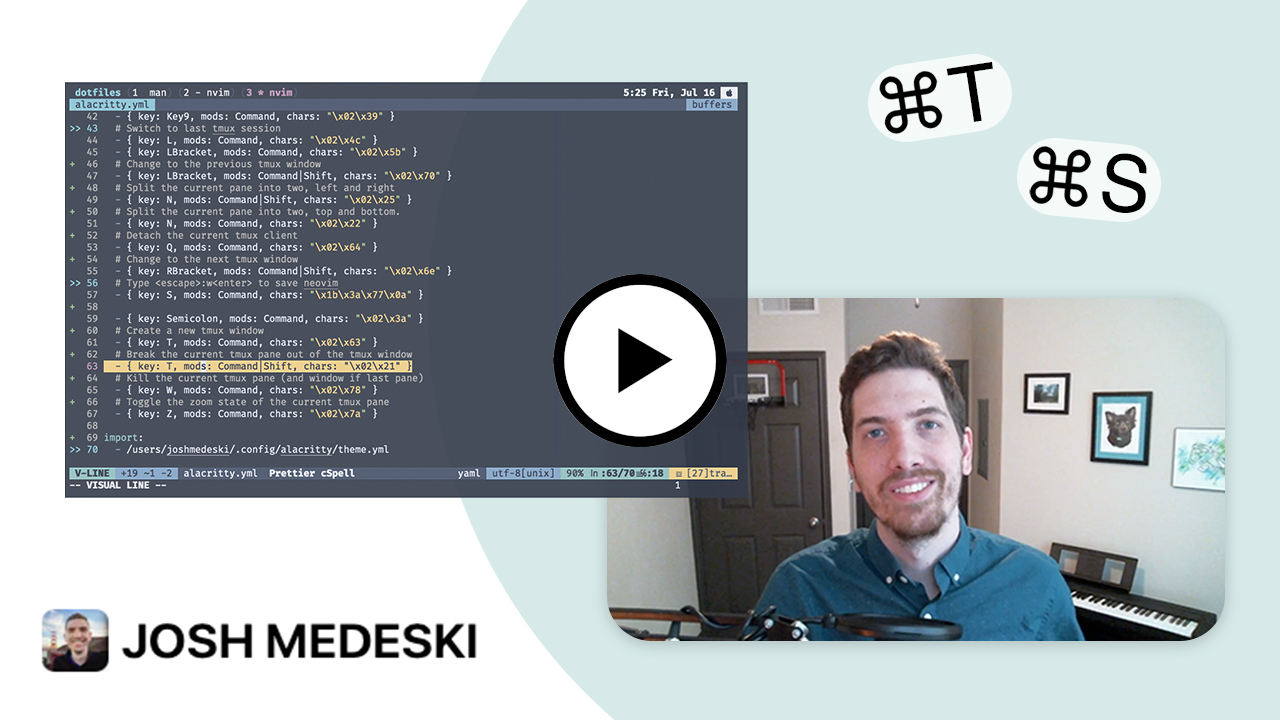 dotfiles (1 man) (2 - nvim) (3 * nvim) 5:25 Fri, Jul 16
alacritty.yml buffers
42 - { key: Key9, mods: Command, chars: "\x02\x39" }
>> 43 # Switch to last tmux session
44 - { key: L, mods: Command, chars: "\x02\x4c" }
45 - { key: LBracket, mods: Command, chars: "\x02\x5b" }
+ 46 # Change to the previous tmux window
47 - { key: LBracket, mods: Command|Shift, chars: "\x02\x70" }
+ 48 # Split the current pane into two, left and right
49 - { key: N, mods: Command|Shift, chars: "\x02\x25" }
+ 50 # Split the current pane into two, top and bottom.
51 - { key: N, mods: Command, chars: "\x02\x22" }
+ 52 # Detach the current tmux client
53 - { key: Q, mods: Command, chars: "\x02\x64" }
+ 54 # Change to the next tmux window
55 - { key: RBracket, mods: Command|Shift, chars: "\x02\x6e" }
>> 56 # Type <escape>:w<enter> to save neovim
57 - { key: S, mods: Command, chars: "\x1b\x3a\x77\x0a" }
+ 58
59 - { key: Semicolon, mods: Command, chars: "\x02\x3a" }
+ 60 # Create a new tmux window
61 - { key: T, mods: Command, chars: "\x02\x63" }
+ 62 # Break the current tmux pane out of the tmux window
63 - { key: T, mods: Command|Shift, chars: "\x02\x21" }
+ 64 # Kill the current tmux pane (and window if last pane)
65 - { key: W, mods: Command, chars: "\x02\x78" }
+ 66 # Toggle the zoom state of the current tmux pane
67 - { key: Z, mods: Command, chars: "\x02\x7a" }
68
+ 69 import:
>> 70 - /users/joshmedeski/.config/alacritty/theme.yml
V-LINE +19 ~1 -2 alacritty.yml Prettier cSpell yaml utf-8[unix] 90% :63/70 :18 [27]tra…
-- VISUAL LINE -- 1
⌘T
⌘S
JOSH MEDESKI